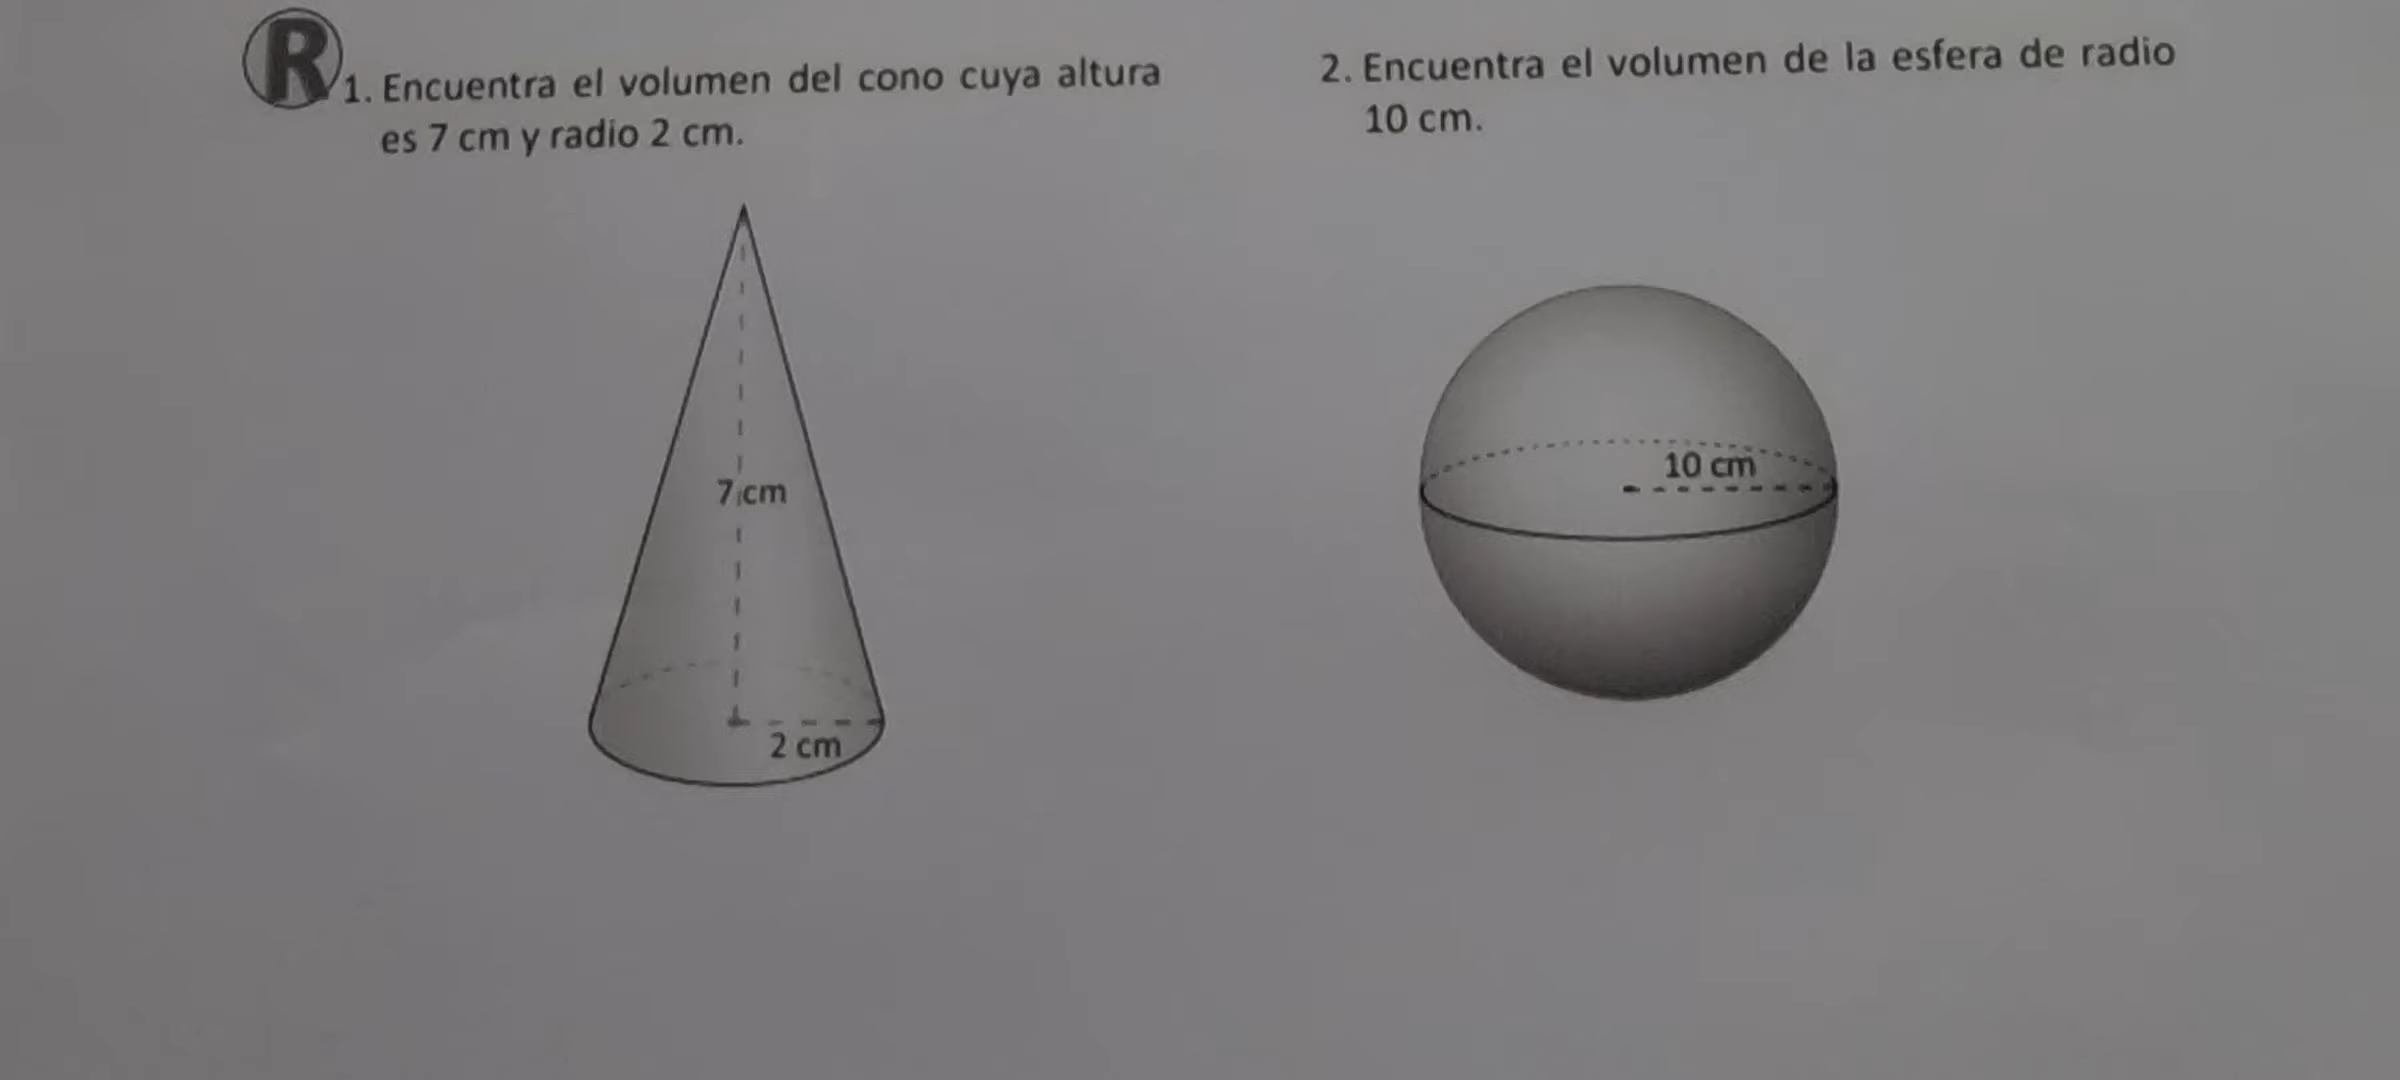 R
1. Encuentra el volumen del cono cuya altura
es 7 cm y radio 2 cm.
7 cm
2 cm
2. Encuentra el volumen de la esfera de radio
10 cm.
10 cm